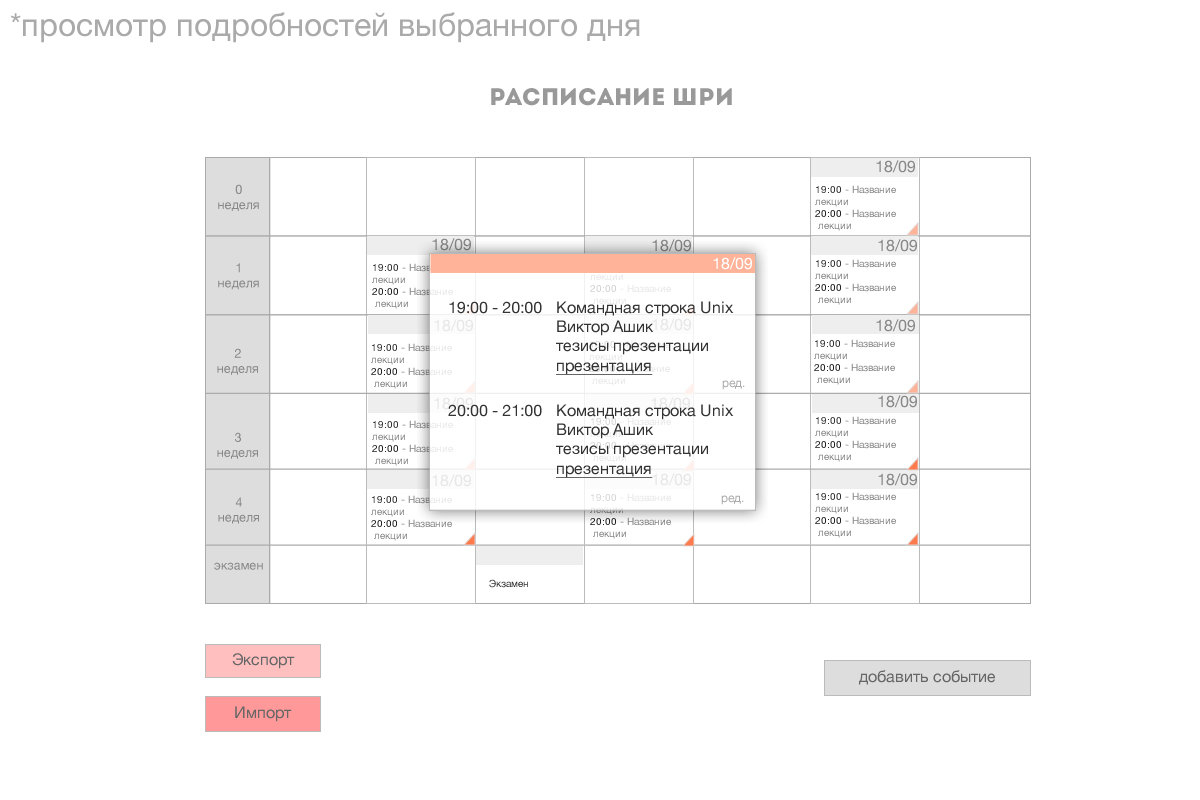 *просмотр подробностей выбранного дня
РАСПИСАНИЕ ШРИ
0
неделя
18/09
19:00 - Название
лекции
20:00 - Название
лекции
1
неделя
18/09
19:00 - Назв
лекции
20:00 - Название
лекции
18/09
лекции
20:00 - Название
18/09
19:00 - Название
лекции
20:00 - Название
лекции
18/09
19:00 - 20:00 Командная строка Unix
Виктор Ашик
тезисы презентации
презентация
ред.
20:00 - 21:00 Командная строка Unix
Виктор Ашик
тезисы презентации
презентация
ред.
2
неделя
18/09
19:00 - Название
лекции
20:00 - Название
лекции
18/09
18/09
19:00 - Название
лекции
20:00 - Название
лекции
3
неделя
18/09
19:00 - Название
лекции
20:00 - Название
лекции
18/09
18/09
19:00 - Название
лекции
20:00 - Название
лекции
4
неделя
18/09
19:00 - Название
лекции
20:00 - Название
лекции
18/09
19:00 - Название
лекции
20:00 - Название
лекции
18/09
19:00 - Название
лекции
20:00 - Название
лекции
экзамен
Экзамен
Экспорт
Импорт
добавить событие